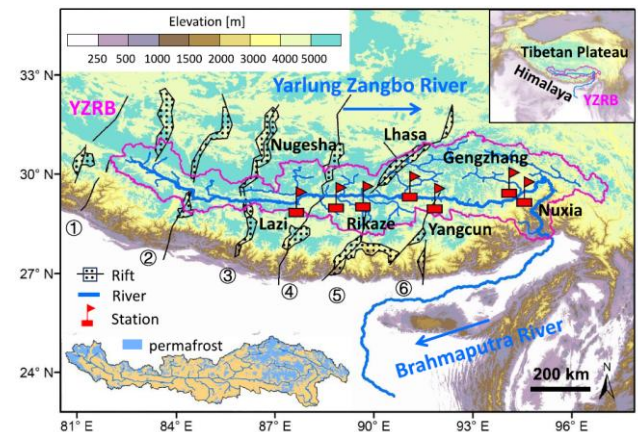 Elevation [m]
250 500 1000 1500 2000 3000 4000 5000
Tibetan Plateau
Himalaya
YZRB
33°N
30°N
27°N
24°N
Yarlung Zangbo River
YZRB
Nugesha
Lhasa
Gengzhang
Lazi
Rikaze
Yangcun
Nuxia
①
②
③
④
⑤
⑥
Rift
River
Station
permafrost
Brahmaputra River
200 km
N
81°E 84°E 87°E 90°E 93°E 96°E